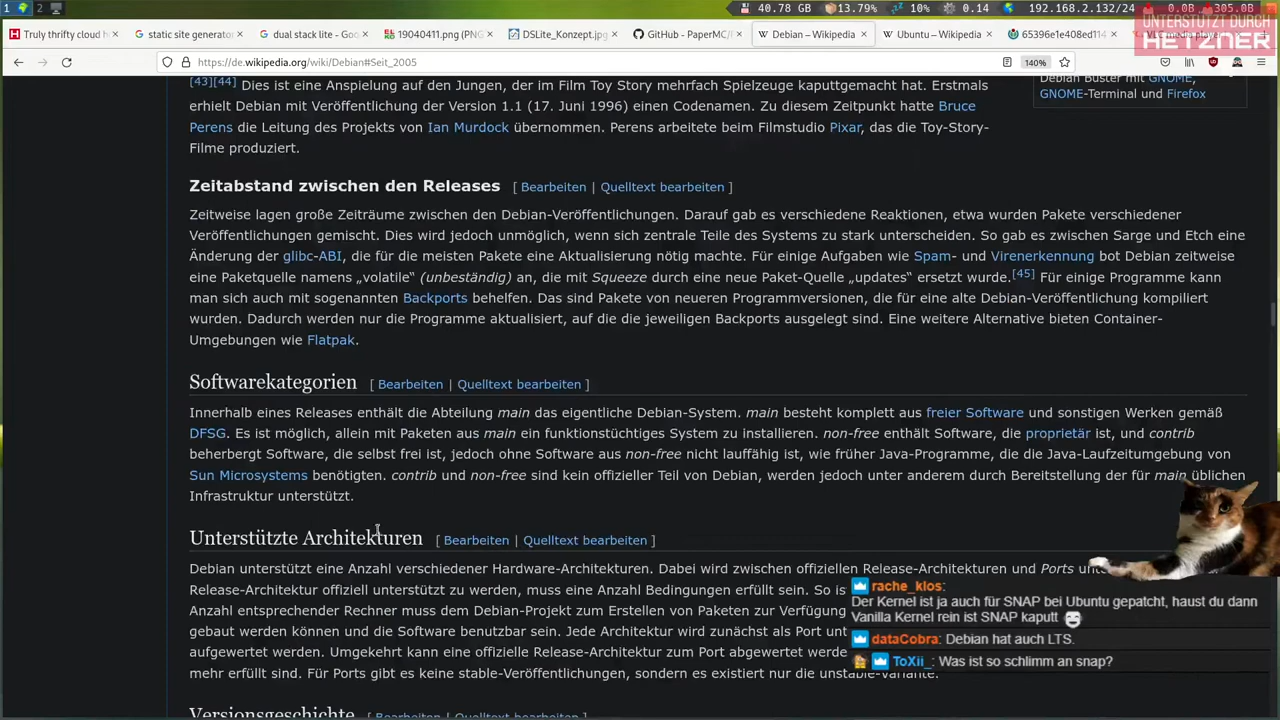 1 2 40.78 GB 13.79% 10% 0.14 192.168.2.132/24 0.0B 305.0B
Truly thrifty cloud h
static site generator
dual stack lite - Goo
19040411.png (PNG
DSLite_Konzept.jpg
GitHub - PaperMC/
Debian – Wikipedia
Ubuntu – Wikipedia
65396e1e408ed114
UNTERSTÜTZT DURCH
HETZNER
https://de.wikipedia.org/wiki/Debian#Seit_2005 140%
[43][44] Dies ist eine Anspielung auf den Jungen, der im Film Toy Story mehrfach Spielzeuge kaputtgemacht hat. Erstmals
erhielt Debian mit Veröffentlichung der Version 1.1 (17. Juni 1996) einen Codenamen. Zu diesem Zeitpunkt hatte Bruce
Perens die Leitung des Projekts von Ian Murdock übernommen. Perens arbeitete beim Filmstudio Pixar, das die Toy-Story-
Filme produziert.
Debian Buster mit GNOME,
GNOME-Terminal und Firefox
Zeitabstand zwischen den Releases [ Bearbeiten | Quelltext bearbeiten ]
Zeitweise lagen große Zeiträume zwischen den Debian-Veröffentlichungen. Darauf gab es verschiedene Reaktionen, etwa wurden Pakete verschiedener
Veröffentlichungen gemischt. Dies wird jedoch unmöglich, wenn sich zentrale Teile des Systems zu stark unterscheiden. So gab es zwischen Sarge und Etch eine
Änderung der glibc-ABI, die für die meisten Pakete eine Aktualisierung nötig machte. Für einige Aufgaben wie Spam- und Virenerkennung bot Debian zeitweise
eine Paketquelle namens „volatile“ (unbeständig) an, die mit Squeeze durch eine neue Paket-Quelle „updates“ ersetzt wurde.[45] Für einige Programme kann
man sich auch mit sogenannten Backports behelfen. Das sind Pakete von neueren Programmversionen, die für eine alte Debian-Veröffentlichung kompiliert
wurden. Dadurch werden nur die Programme aktualisiert, auf die die jeweiligen Backports ausgelegt sind. Eine weitere Alternative bieten Container-
Umgebungen wie Flatpak.
Softwarekategorien [ Bearbeiten | Quelltext bearbeiten ]
Innerhalb eines Releases enthält die Abteilung main das eigentliche Debian-System. main besteht komplett aus freier Software und sonstigen Werken gemäß
DFSG. Es ist möglich, allein mit Paketen aus main ein funktionstüchtiges System zu installieren. non-free enthält Software, die proprietär ist, und contrib
beherbergt Software, die selbst frei ist, jedoch ohne Software aus non-free nicht lauffähig ist, wie früher Java-Programme, die die Java-Laufzeitumgebung von
Sun Microsystems benötigten. contrib und non-free sind kein offizieller Teil von Debian, werden jedoch unter anderem durch Bereitstellung der für main üblichen
Infrastruktur unterstützt.
Unterstützte Architekturen [ Bearbeiten | Quelltext bearbeiten ]
Debian unterstützt eine Anzahl verschiedener Hardware-Architekturen. Dabei wird zwischen offiziellen Release-Architekturen und Ports
Release-Architektur offiziell unterstützt zu werden, muss eine Anzahl Bedingungen erfüllt sein. So is
Anzahl entsprechender Rechner muss dem Debian-Projekt zum Erstellen von Paketen zur Verfügung
gebaut werden können und die Software benutzbar sein. Jede Architektur wird zunächst als Port unt
aufgewertet werden. Umgekehrt kann eine offizielle Release-Architektur zum Port abgewertet werde
mehr erfüllt sind. Für Ports gibt es keine stable-Veröffentlichungen, sondern es existiert nur die unstable-Variante.
Versionsgeschichte [ Bearbeiten | Quelltext bearbeiten ]
rache_klos:
Der Kernel ist ja auch für SNAP bei Ubuntu gepatcht, haust du dann
Vanilla Kernel rein ist SNAP kaputt
dataCobra: Debian hat auch LTS.
ToXii_: Was ist so schlimm an snap?